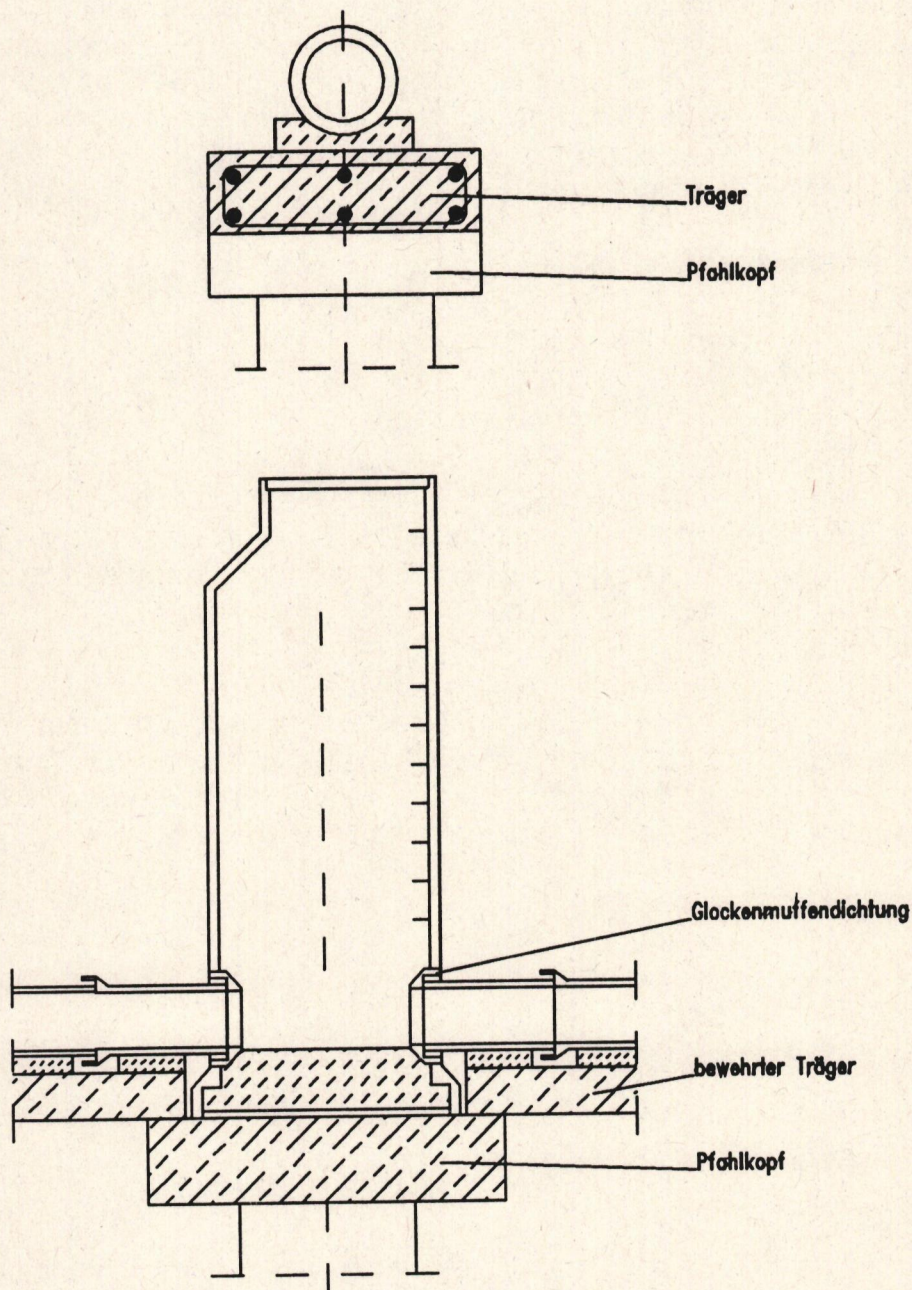 Träger
Pfahlkopf
Glockenmuffendichtung
bewehrter Träger
Pfahlkopf